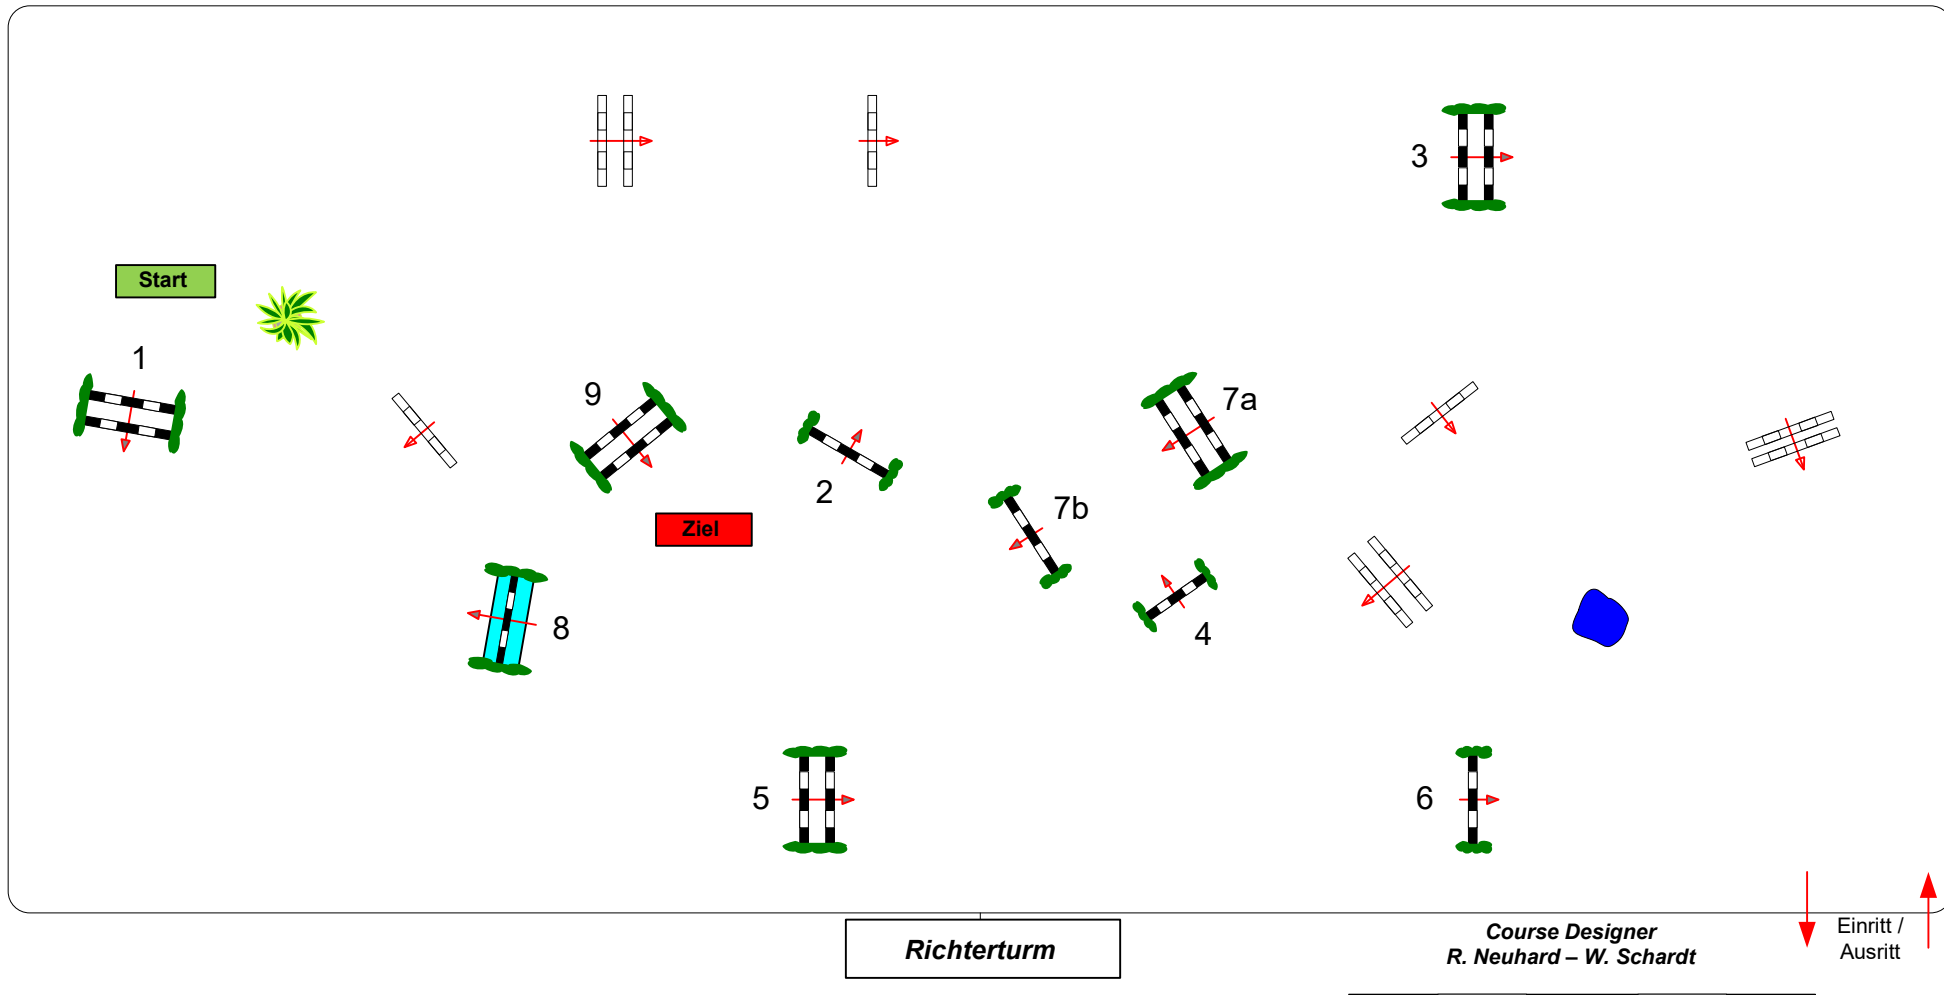 3
Start
1
9
7a
2
7b
Ziel
8
4
5
6
Richterturm
Course Designer
R. Neuhard – W. Schardt
Einritt /
Ausritt